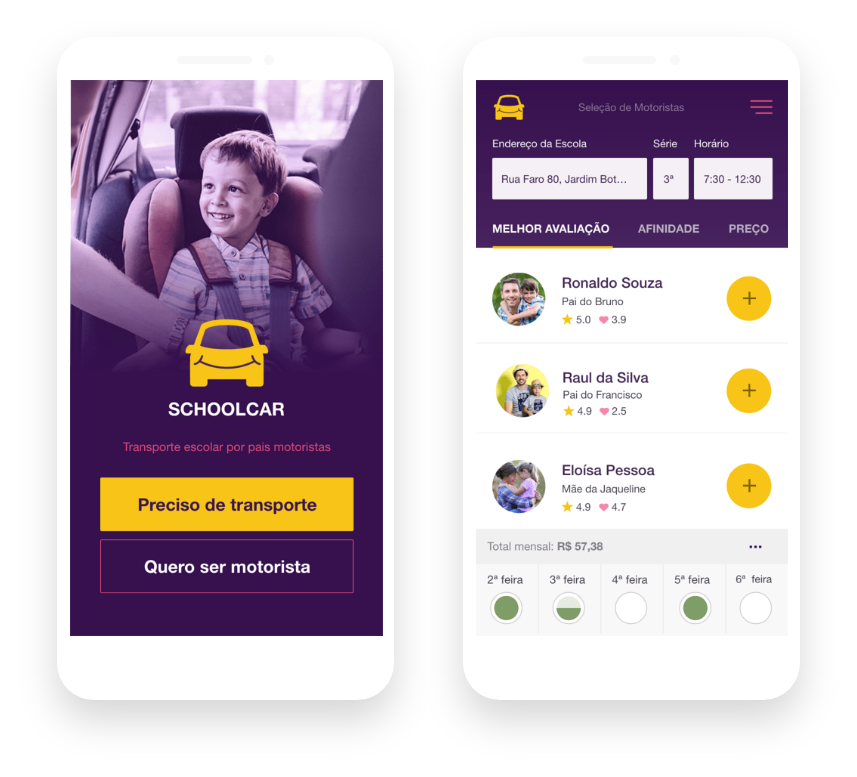 SCHOOLCAR
Transporte escolar por pais motoristas
Preciso de transporte
Quero ser motorista
Seleção de Motoristas
Endereço da Escola Série Horário
Rua Faro 80, Jardim Bot... 3ª 7:30 - 12:30
MELHOR AVALIAÇÃO AFINIDADE PREÇO
Ronaldo Souza
Pai do Bruno
5.0 3.9
Raul da Silva
Pai do Francisco
4.9 2.5
Eloísa Pessoa
Mãe da Jaqueline
4.9 4.7
Total mensal: R$ 57,38
2ª feira 3ª feira 4ª feira 5ª feira 6ª feira